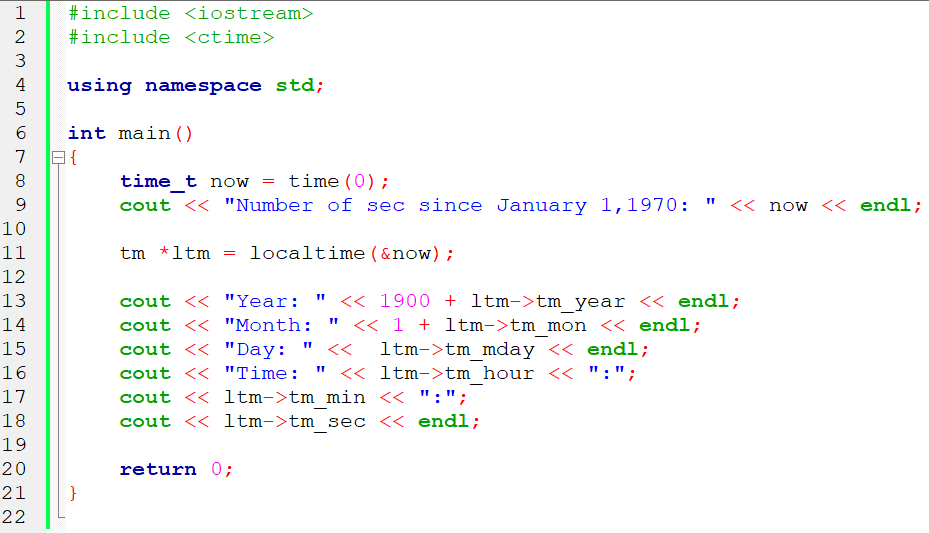 1 #include <iostream>
2 #include <ctime>
3
4 using namespace std;
5
6 int main()
7 {
8     time_t now = time(0);
9     cout << "Number of sec since January 1,1970: " << now << endl;
10
11     tm *ltm = localtime(&now);
12
13     cout << "Year: " << 1900 + ltm->tm_year << endl;
14     cout << "Month: " << 1 + ltm->tm_mon << endl;
15     cout << "Day: " <<  ltm->tm_mday << endl;
16     cout << "Time: " << ltm->tm_hour << ":";
17     cout << ltm->tm_min << ":";
18     cout << ltm->tm_sec << endl;
19
20     return 0;
21 }
22